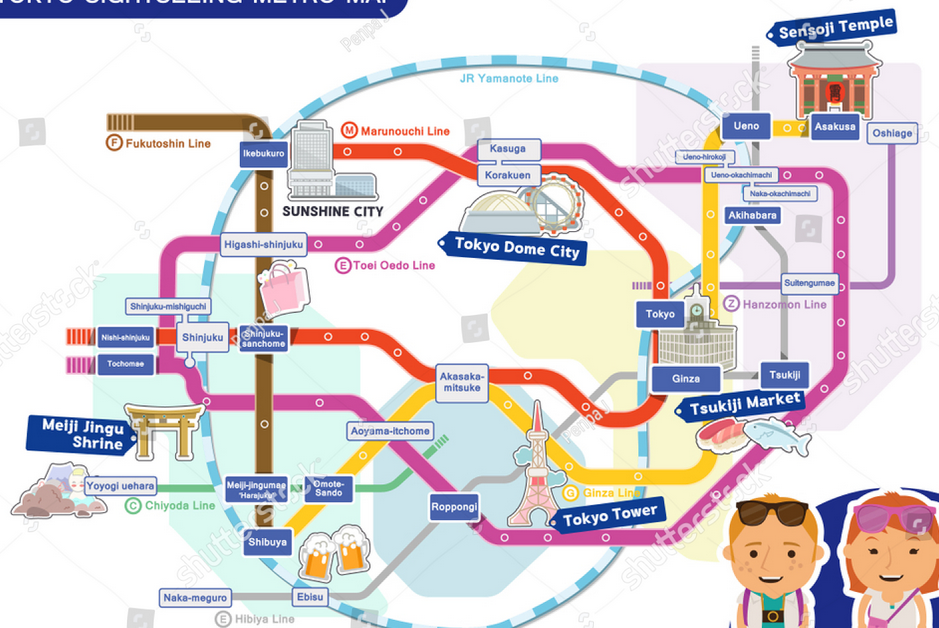 TOKYO SIGHTSEEING METRO MAP
Sensoji Temple
JR Yamanote Line
F Fukutoshin Line
M Marunouchi Line
Ikebukuro
SUNSHINE CITY
Kasuga
Korakuen
Tokyo Dome City
Ueno
Asakusa
Oshiage
Ueno-hirokoji
Ueno-okachimachi
Naka-okachimachi
Akihabara
Higashi-shinjuku
E Toei Oedo Line
Suitengumae
Z Hanzomon Line
Shinjuku-mishiguchi
Nishi-shinjuku
Shinjuku
Shinjuku-
sanchome
Tochomae
Tokyo
Akasaka-
mitsuke
Ginza
Tsukiji
Tsukiji Market
Meiji Jingu
Shrine
Aoyama-itchome
Yoyogi uehara
C Chiyoda Line
Meiji-jingumae
'Harajuku'
Omote-
Sando
G Ginza Line
Roppongi
Tokyo Tower
Shibuya
Naka-meguro
Ebisu
E Hibiya Line
shutterstock